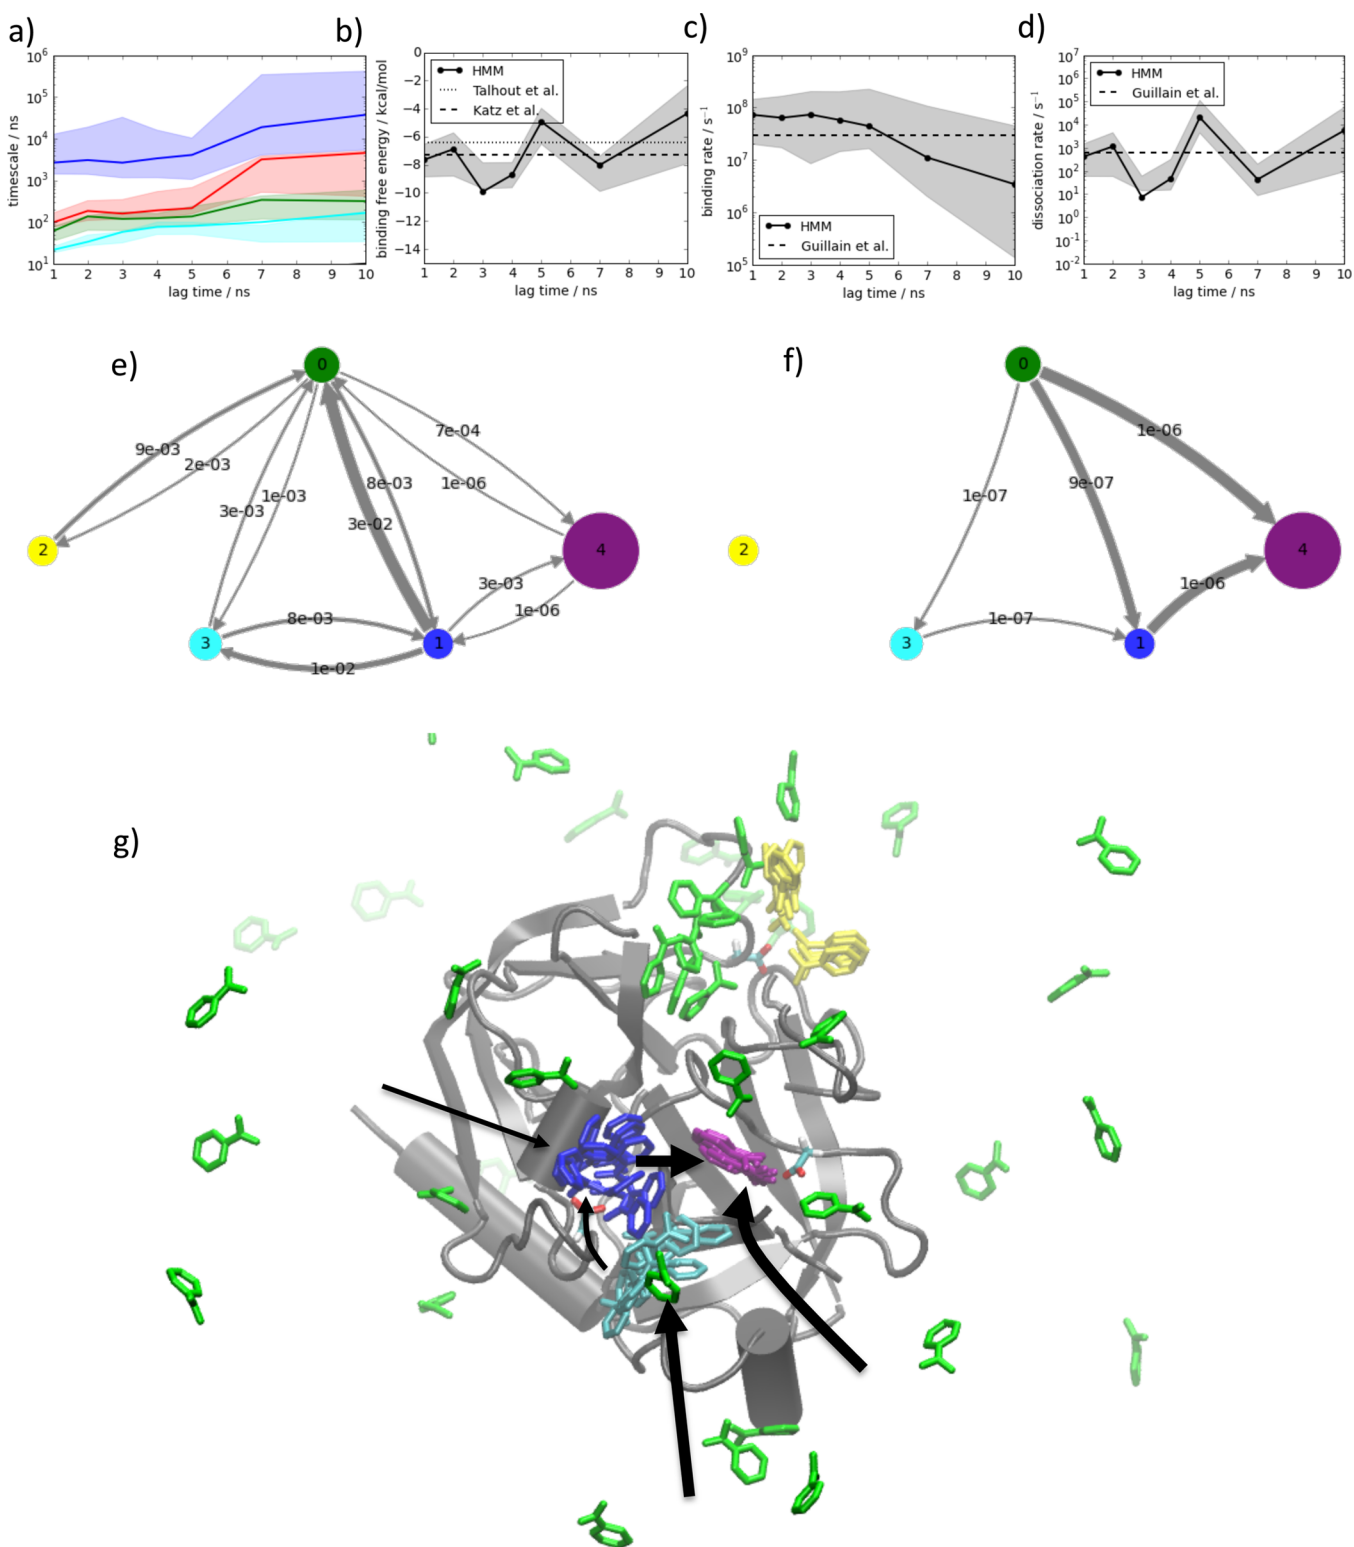 a)
10^6
10^5
10^4
10^3
10^2
10^1
timescale / ns
1 2 3 4 5 6 7 8 9 10
lag time / ns
b)
0
−2
−4
−6
−8
−10
−12
−14
binding free energy / kcal/mol
HMM
Talhout et al.
Katz et al.
1 2 3 4 5 6 7 8 9 10
lag time / ns
c)
10^9
10^8
10^7
10^6
10^5
binding rate / s^−1
HMM
Guillain et al.
1 2 3 4 5 6 7 8 9 10
lag time / ns
d)
10^7
10^6
10^5
10^4
10^3
10^2
10^1
10^0
10^-1
10^-2
dissociation rate / s^−1
HMM
Guillain et al.
1 2 3 4 5 6 7 8 9 10
lag time / ns
e)
0
7e-04
9e-03
2e-03
8e-03
1e-06
3e-03
1e-03
3e-02
2
4
3e-03
1e-06
8e-03
3
1
1e-02
f)
0
1e-06
9e-07
1e-07
2
4
1e-06
1e-07
3
1
g)